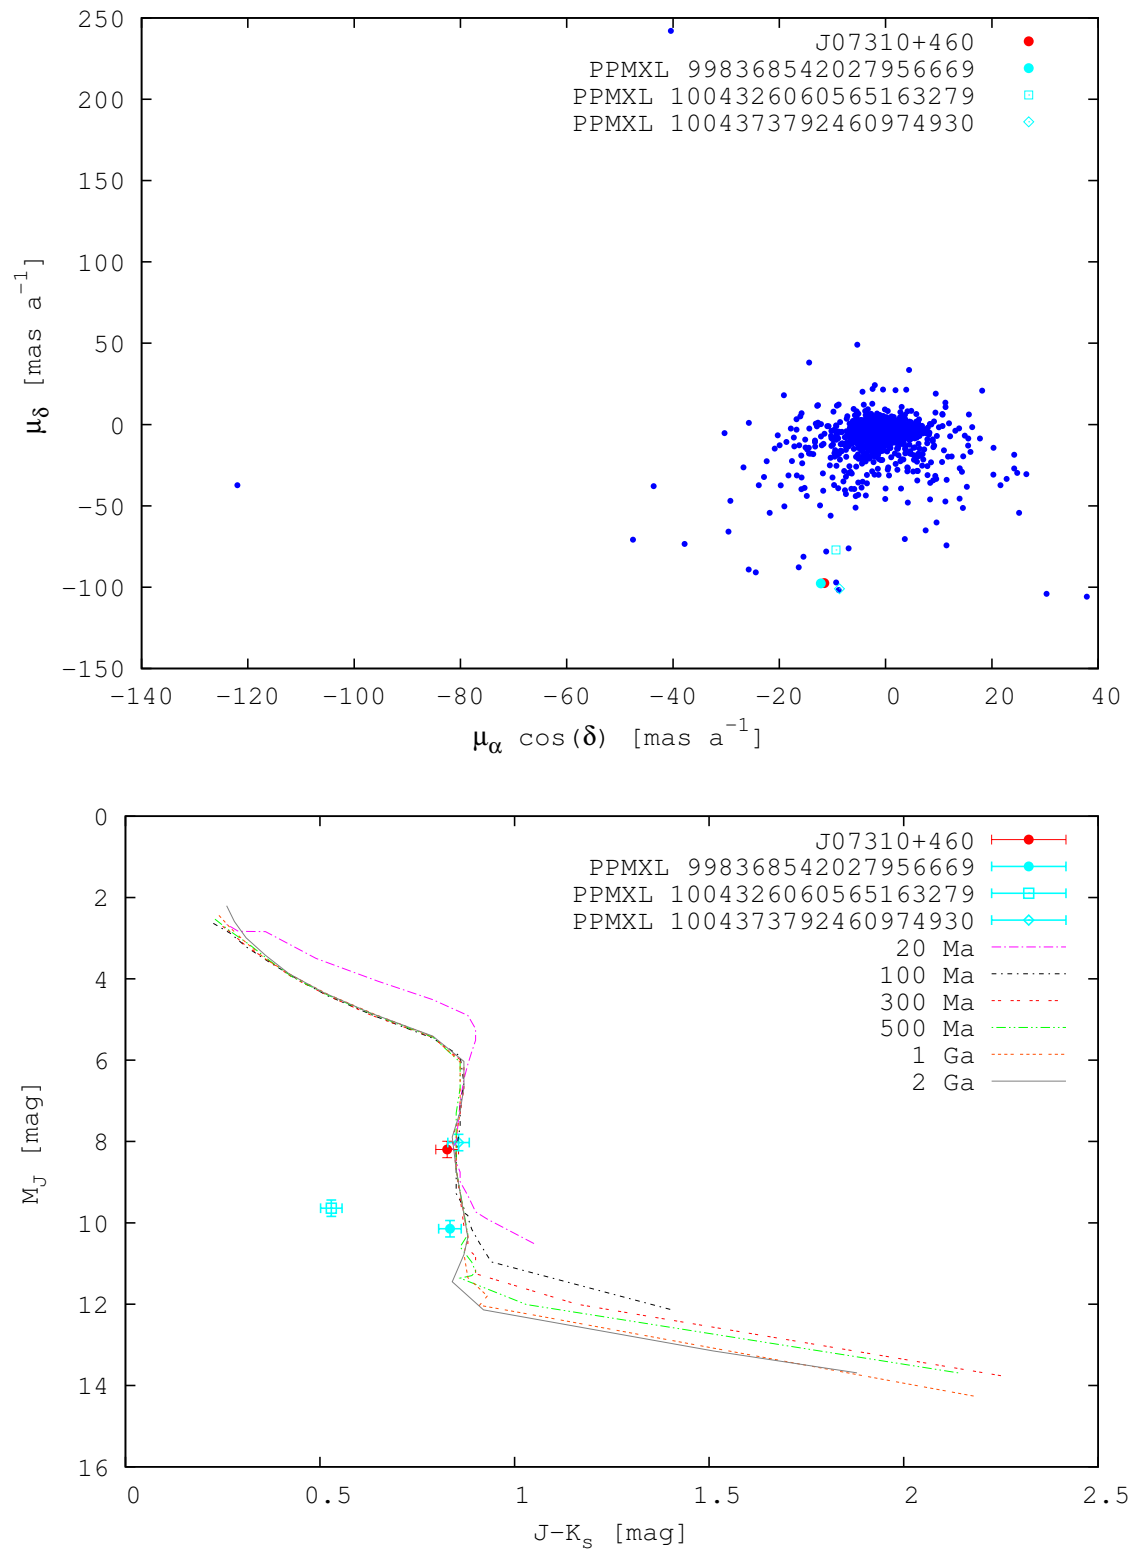 250
200
150
100
50
0
−50
−100
−150
μδ [mas a−1]
J07310+460
PPMXL 998368542027956669
PPMXL 1004326060565163279
PPMXL 1004373792460974930
−140 −120 −100 −80 −60 −40 −20 0 20 40
μα cos(δ) [mas a−1]
0
2
4
6
8
10
12
14
16
MJ [mag]
J07310+460
PPMXL 998368542027956669
PPMXL 1004326060565163279
PPMXL 1004373792460974930
20 Ma
100 Ma
300 Ma
500 Ma
1 Ga
2 Ga
0 0.5 1 1.5 2 2.5
J−Ks [mag]